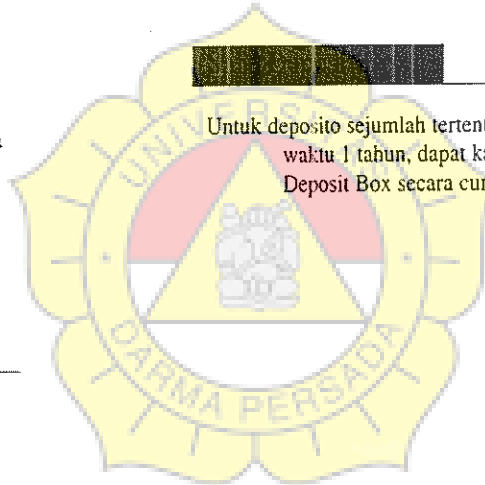 Untuk deposito sejumlah tertent
waktu 1 tahun, dapat ka
Deposit Box secara cur
UNIVERSITAS
DARMA PERSADA